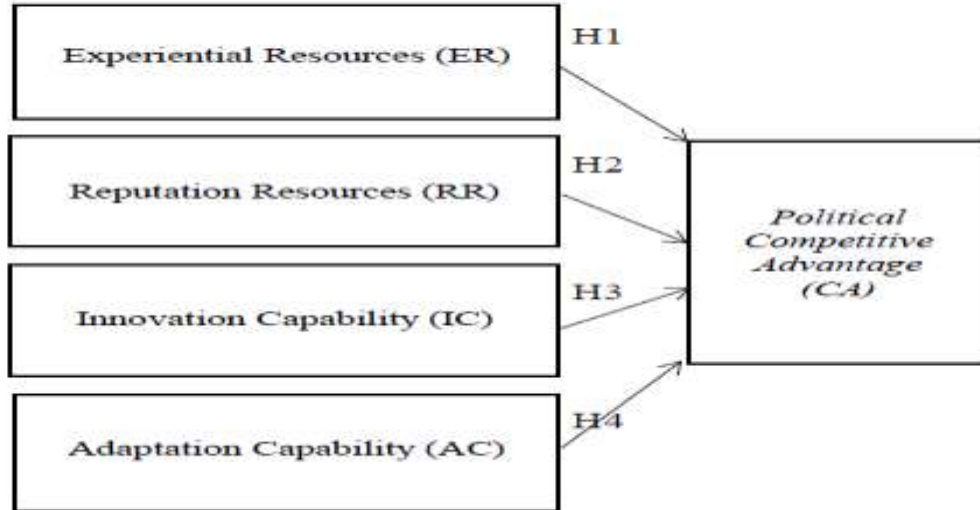 Experiential Resources (ER)
H1
Reputation Resources (RR)
H2
Innovation Capability (IC)
H3
Adaptation Capability (AC)
H4
Political
Competitive
Advantage
(CA)